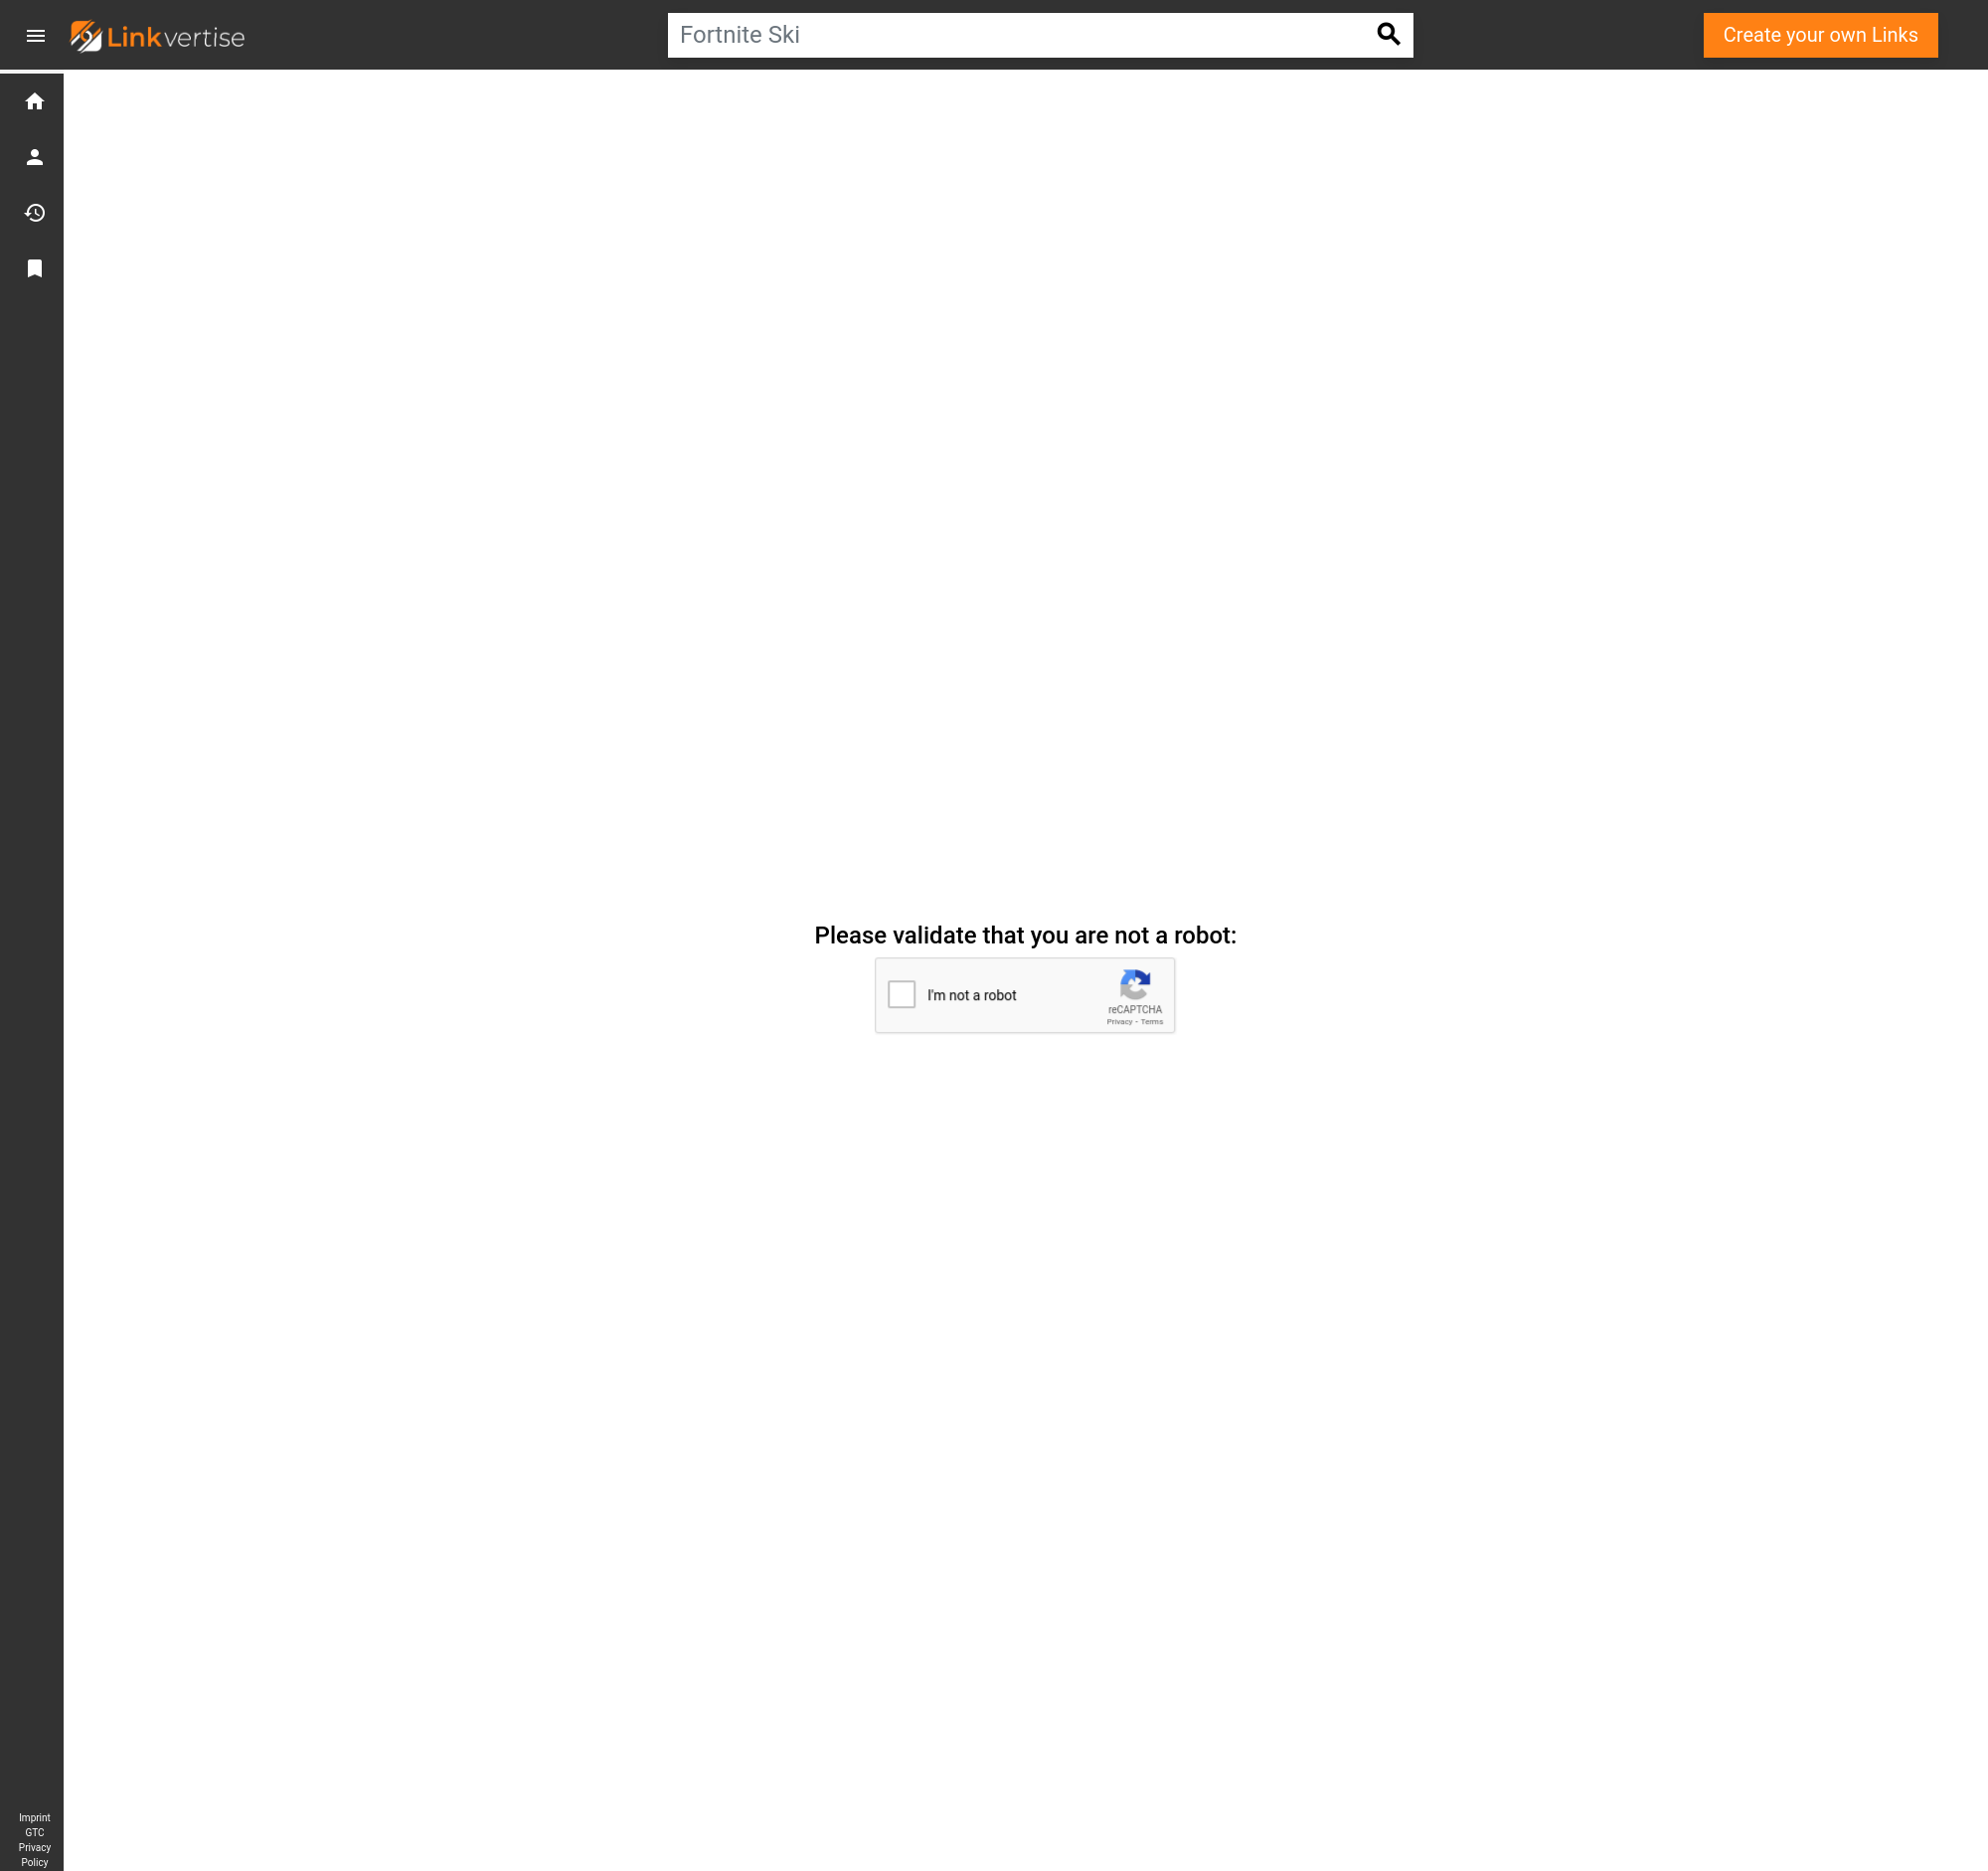 Linkvertise
Fortnite Ski
Create your own Links
Please validate that you are not a robot:
I'm not a robot
reCAPTCHA
Privacy - Terms
Imprint
GTC
Privacy
Policy